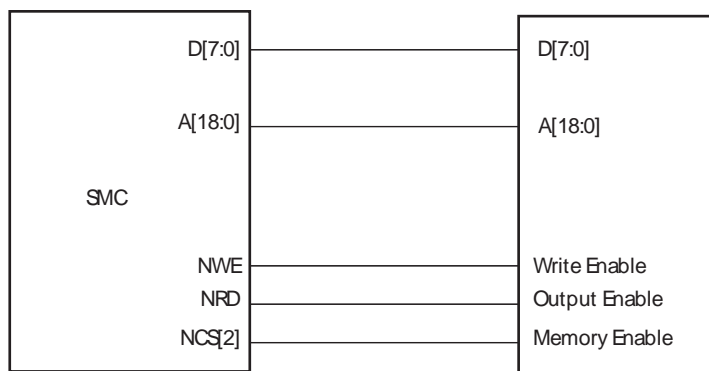 D[7:0] D[7:0]
A[18:0] A[18:0]
SMC
NWE Write Enable
NRD Output Enable
NCS[2] Memory Enable